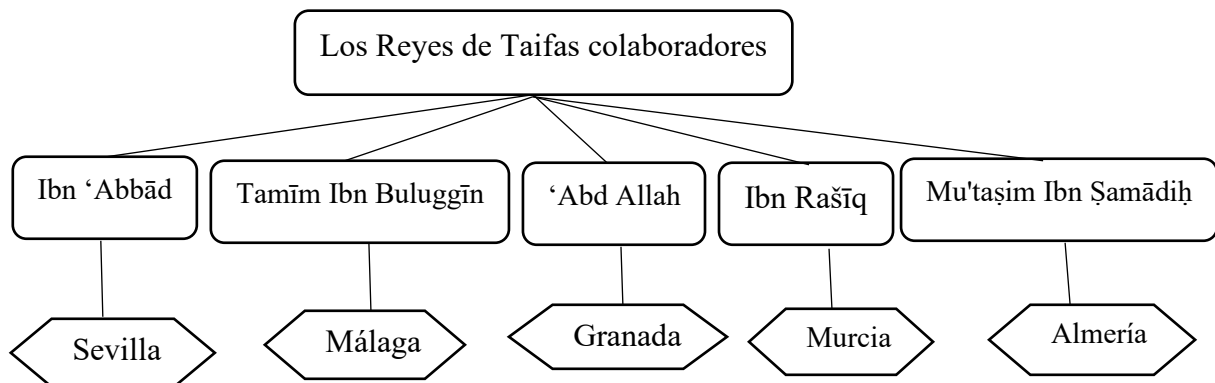 Los Reyes de Taifas colaboradores
Ibn ‘Abbād
Tamīm Ibn Buluggīn
‘Abd Allah
Ibn Rašīq
Mu'taṣim Ibn Ṣamādiḥ
Sevilla
Málaga
Granada
Murcia
Almería